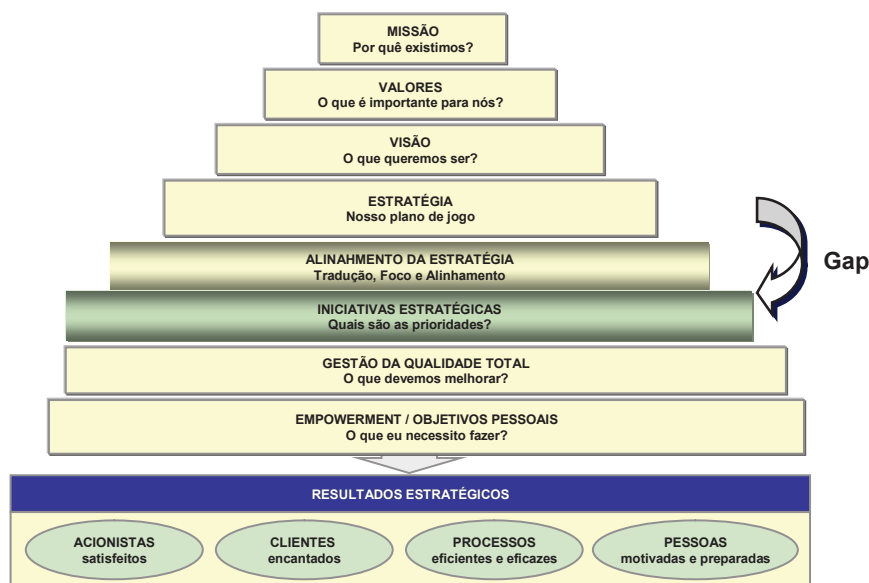 MISSÃO
Por quê existimos?
VALORES
O que é importante para nós?
VISÃO
O que queremos ser?
ESTRATÉGIA
Nosso plano de jogo
ALINAHMENTO DA ESTRATÉGIA
Tradução, Foco e Alinhamento
Gap
INICIATIVAS ESTRATÉGICAS
Quais são as prioridades?
GESTÃO DA QUALIDADE TOTAL
O que devemos melhorar?
EMPOWERMENT / OBJETIVOS PESSOAIS
O que eu necessito fazer?
RESULTADOS ESTRATÉGICOS
ACIONISTAS
satisfeitos
CLIENTES
encantados
PROCESSOS
eficientes e eficazes
PESSOAS
motivadas e preparadas